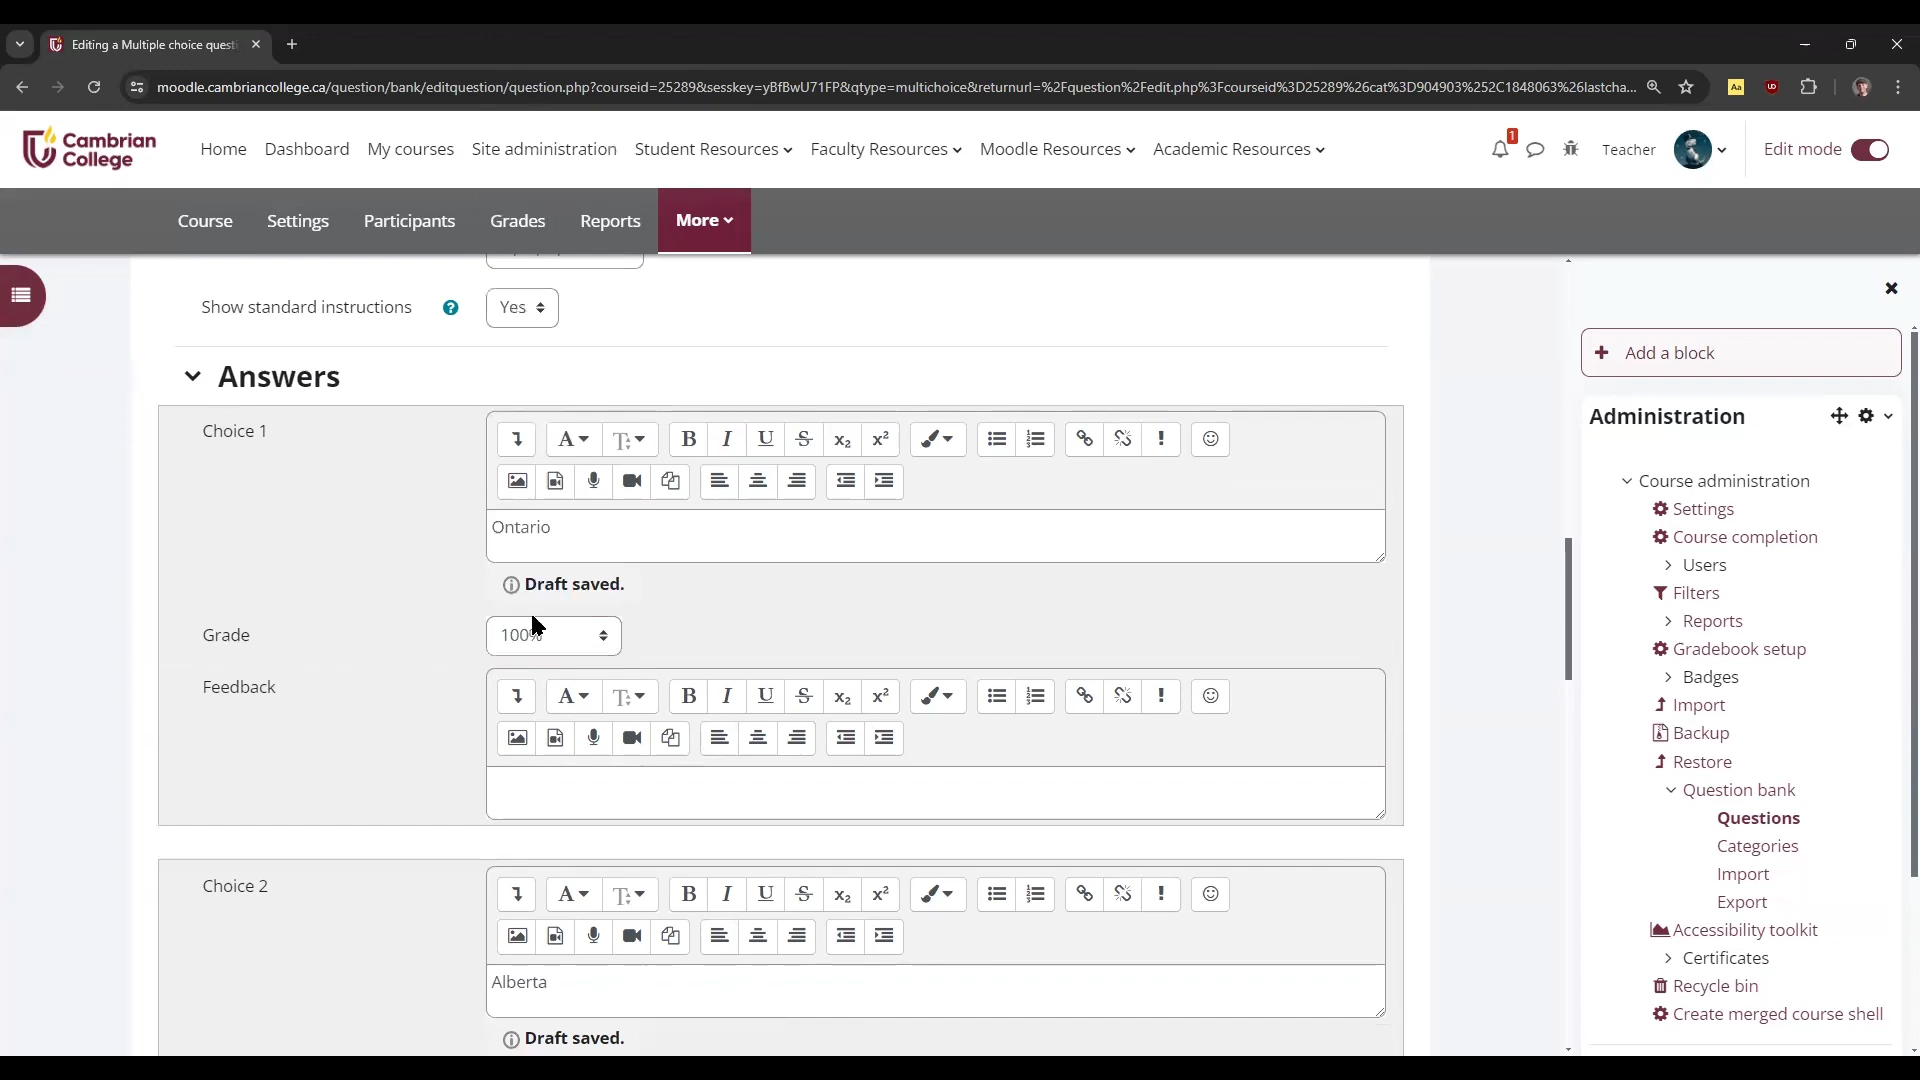 Editing a Multiple choice questi
moodle.cambriancollege.ca/question/bank/editquestion/question.php?courseid=25289&sesskey=yBfBwU71FP&qtype=multichoice&returnurl=%2Fquestion%2Fedit.php%3Fcourseid%3D25289%26cat%3D904903%252C1848063%26lastcha...
Aa
Cambrian College
Home Dashboard My courses Site administration Student Resources Faculty Resources Moodle Resources Academic Resources
1
Teacher
Edit mode
Course Settings Participants Grades Reports More
Show standard instructions ? Yes
Answers
Choice 1
Ontario
Draft saved.
Grade 100%
Feedback
Choice 2
Alberta
Draft saved.
Add a block
Administration
Course administration
Settings
Course completion
Users
Filters
Reports
Gradebook setup
Badges
Import
Backup
Restore
Question bank
Questions
Categories
Import
Export
Accessibility toolkit
Certificates
Recycle bin
Create merged course shell